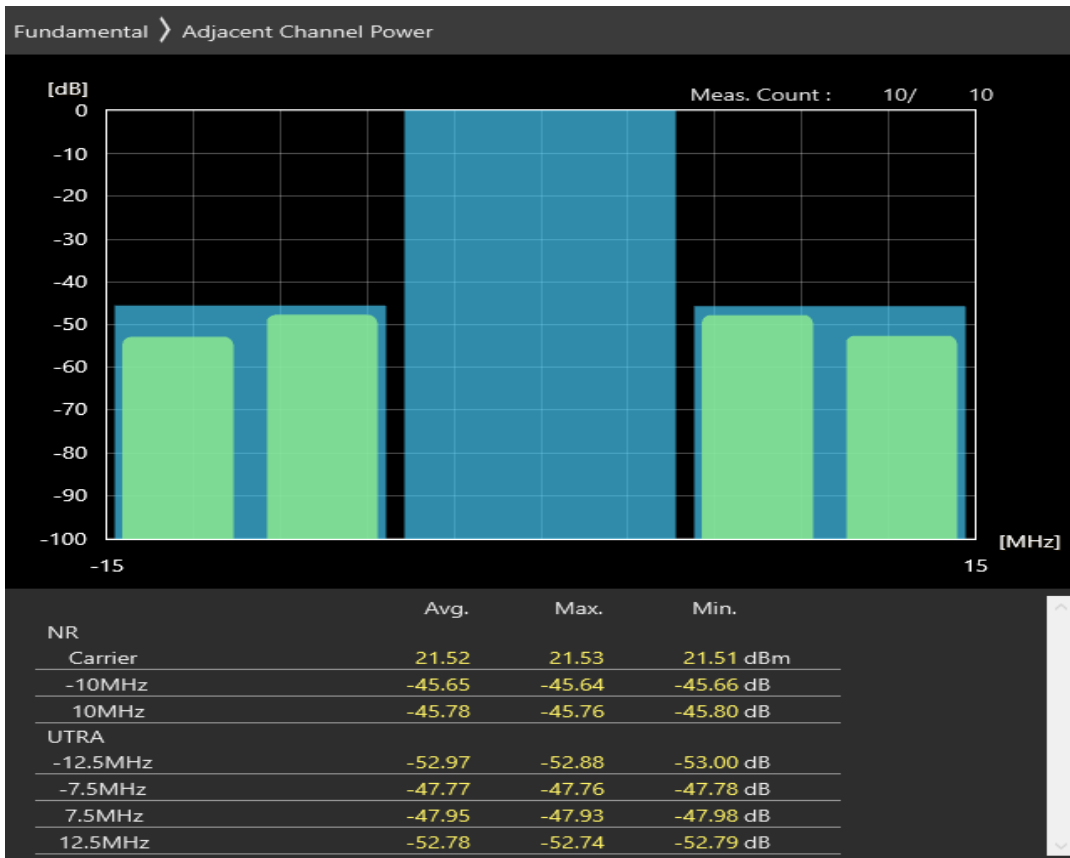 Fundamental ❭ Adjacent Channel Power
[dB]
Meas. Count : 10/ 10
0
-10
-20
-30
-40
-50
-60
-70
-80
-90
-100
[MHz]
-15 15
Avg. Max. Min.
NR
Carrier 21.52 21.53 21.51 dBm
-10MHz -45.65 -45.64 -45.66 dB
10MHz -45.78 -45.76 -45.80 dB
UTRA
-12.5MHz -52.97 -52.88 -53.00 dB
-7.5MHz -47.77 -47.76 -47.78 dB
7.5MHz -47.95 -47.93 -47.98 dB
12.5MHz -52.78 -52.74 -52.79 dB